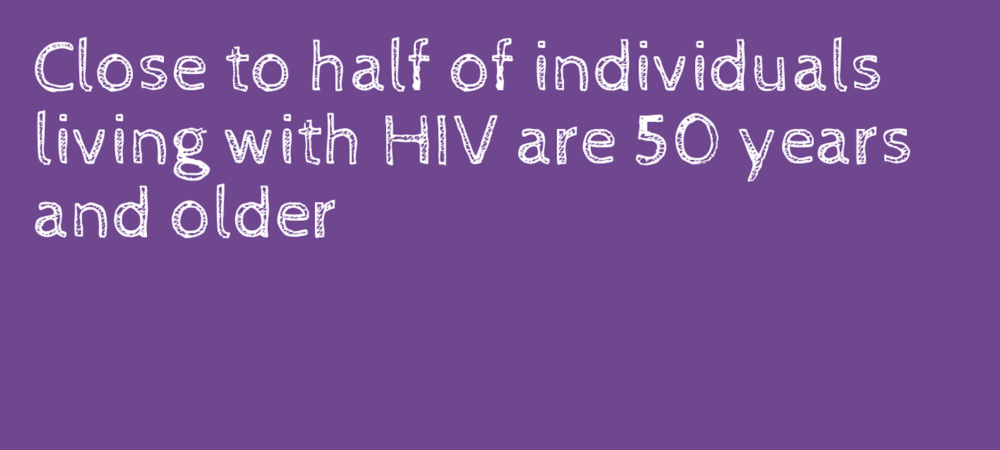 Close to half of individuals
living with HIV are 50 years
and older